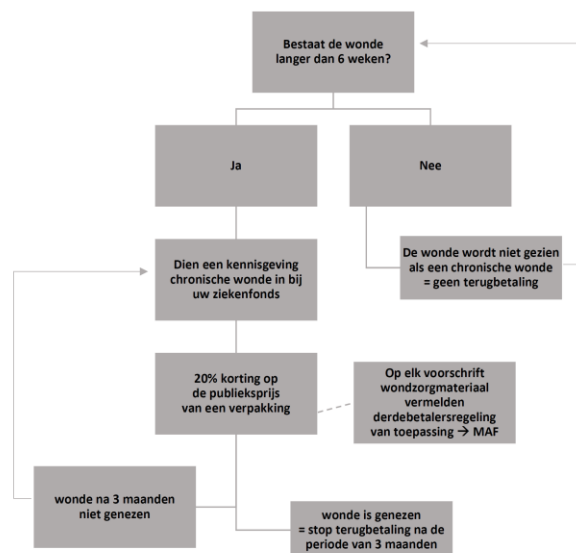 Bestaat de wonde
langer dan 6 weken?
Ja
Nee
Dien een kennisgeving
chronische wonde in bij
uw ziekenfonds
De wonde wordt niet gezien
als een chronische wonde
= geen terugbetaling
20% korting op
de publieksprijs
van een verpakking
Op elk voorschrift
wondzorgmateriaal
vermelden
derdebetalersregeling
van toepassing → MAF
wonde na 3 maanden
niet genezen
wonde is genezen
= stop terugbetaling na de
periode van 3 maanden